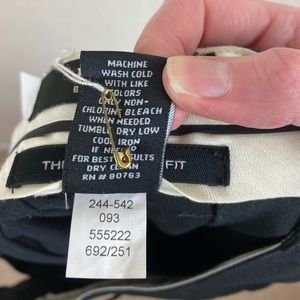 MACHINE
WASH COLD
WITH LIKE
COLORS
ONLY NON-
CHLORINE BLEACH
WHEN NEEDED
TUMBLE DRY LOW
COOL IRON
IF NEEDED
FOR BEST RESULTS
DRY CLEAN
RN# 80763
FIT
244-542
093
555222
692/251